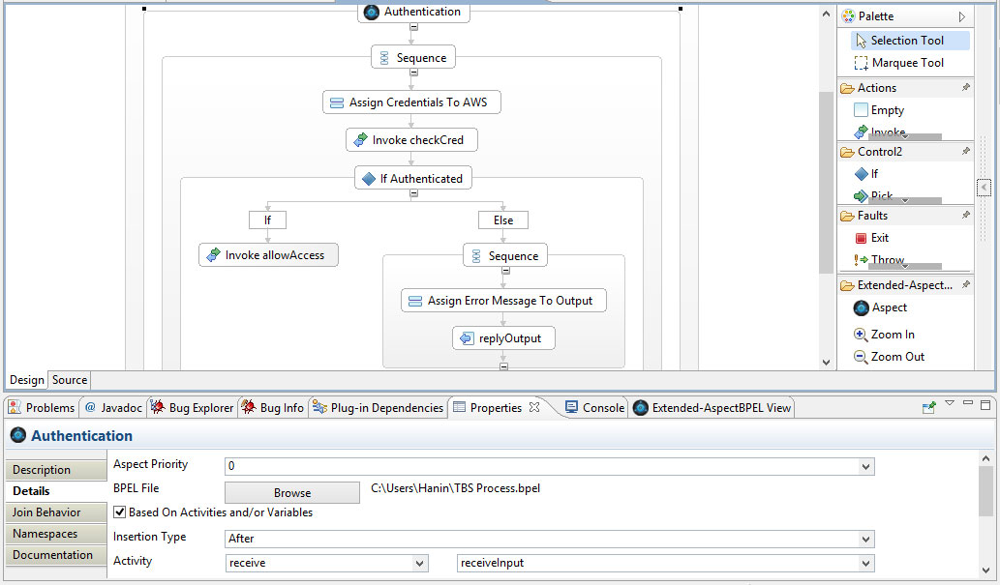 Authentication
Sequence
Assign Credentials To AWS
Invoke checkCred
If Authenticated
If
Else
Invoke allowAccess
Sequence
Assign Error Message To Output
replyOutput
Palette
Selection Tool
Marquee Tool
Actions
Empty
Invoke
Control2
If
Pick
Faults
Exit
Throw
Extended-Aspect...
Aspect
Zoom In
Zoom Out
Design Source
Problems @ Javadoc Bug Explorer Bug Info Plug-in Dependencies Properties Console Extended-AspectBPEL View
Authentication
Description
Details
Join Behavior
Namespaces
Documentation
Aspect Priority 0
BPEL File Browse C:\Users\Hanin\TBS Process.bpel
Based On Activities and/or Variables
Insertion Type After
Activity receive receiveInput